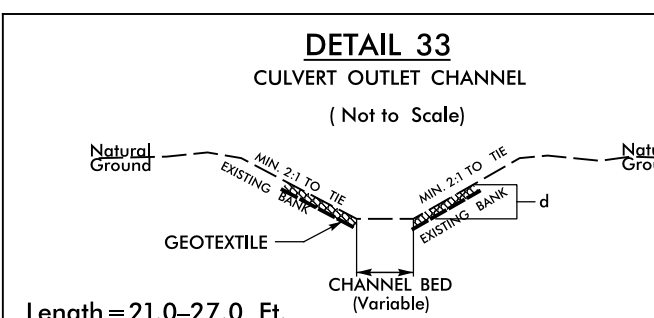 DETAIL 33
CULVERT OUTLET CHANNEL
( Not to Scale)
Natural
Ground
MIN. 2:1 TO TIE
EXISTING BANK
MIN. 2:1 TO TIE
EXISTING BANK
d
GEOTEXTILE
CHANNEL BED
(Variable)
Length = 21.0–27.0 Ft.